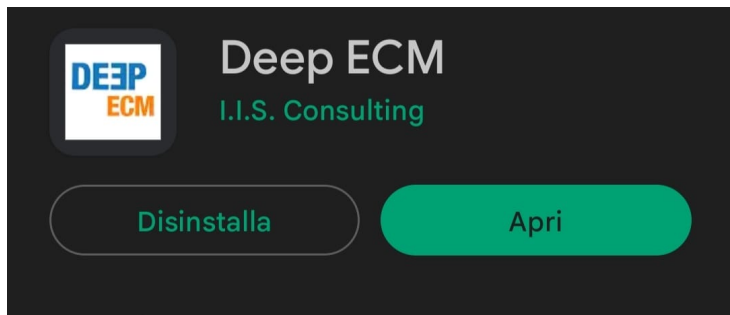 DEEP
ECM
Deep ECM
I.I.S. Consulting
Disinstalla
Apri